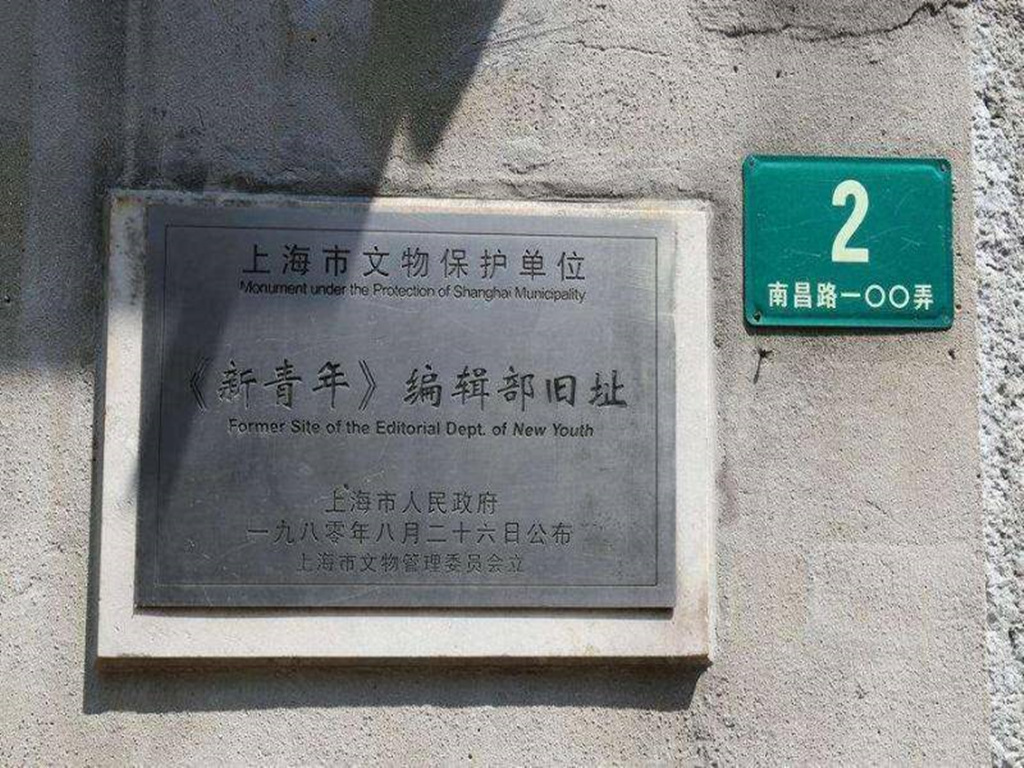 上海市文物保护单位
Monument under the Protection of Shanghai Municipality
《新青年》编辑部旧址
Former Site of the Editorial Dept. of New Youth
上海市人民政府
一九八零年八月二十六日公布
上海市文物管理委员会立
2
南昌路一〇〇弄